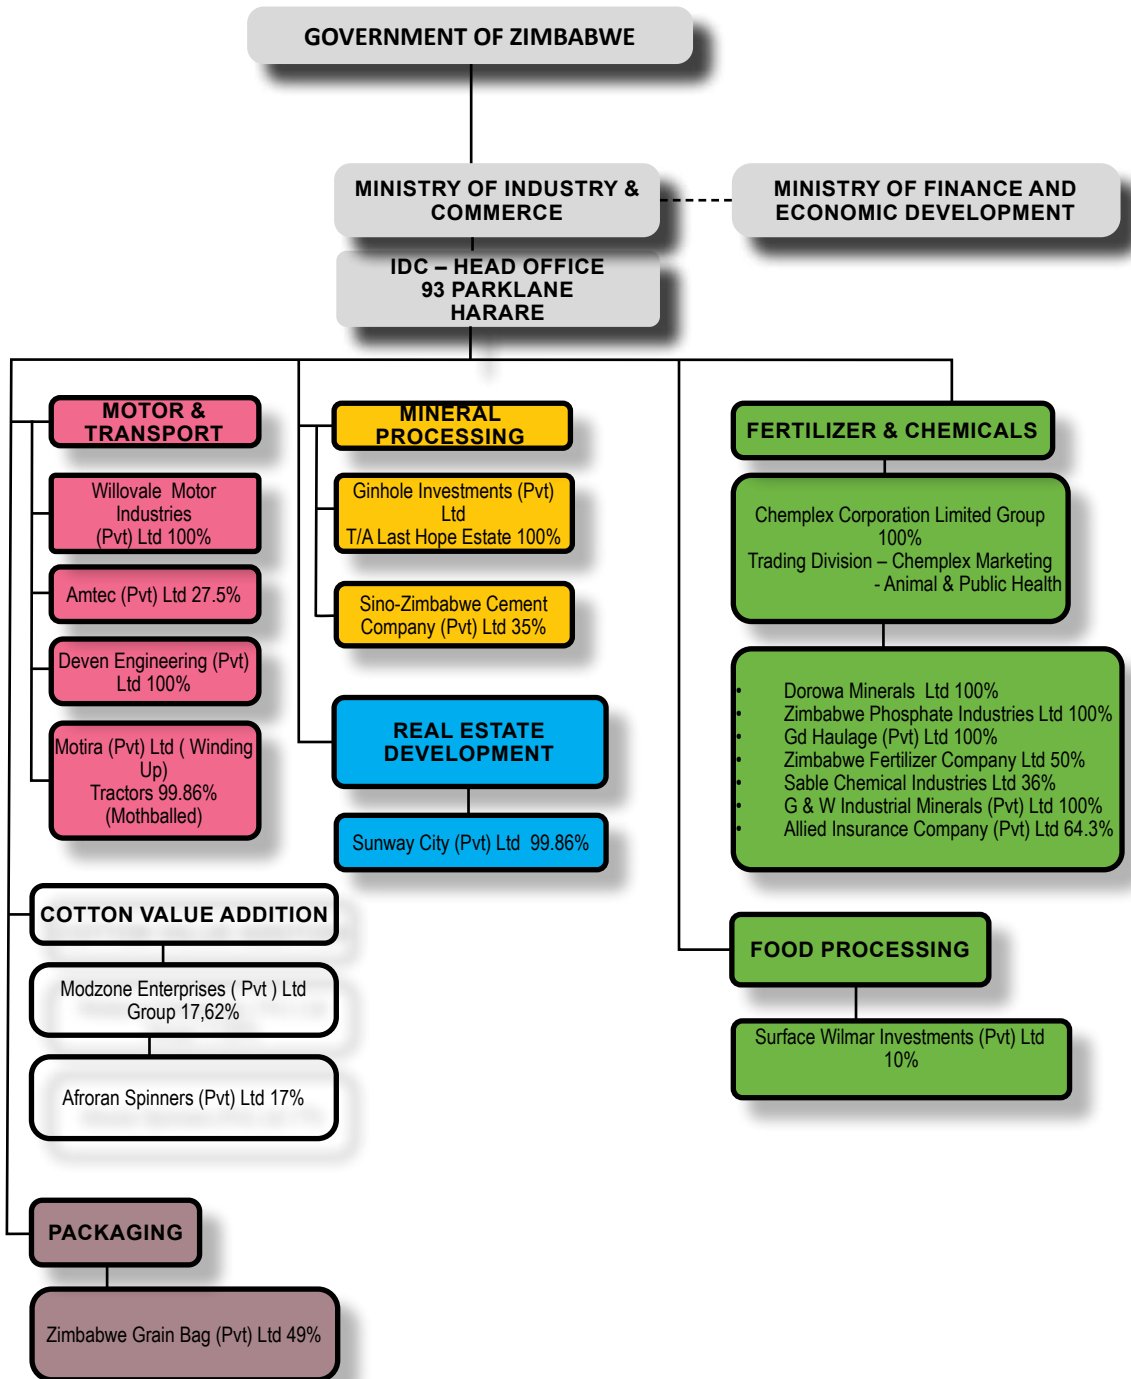 GOVERNMENT OF ZIMBABWE
MINISTRY OF INDUSTRY &
COMMERCE
MINISTRY OF FINANCE AND
ECONOMIC DEVELOPMENT
IDC – HEAD OFFICE
93 PARKLANE
HARARE
MOTOR &
TRANSPORT
Willovale Motor
Industries
(Pvt) Ltd 100%
Amtec (Pvt) Ltd 27.5%
Deven Engineering (Pvt)
Ltd 100%
Motira (Pvt) Ltd ( Winding
Up)
Tractors 99.86%
(Mothballed)
MINERAL
PROCESSING
Ginhole Investments (Pvt)
Ltd
T/A Last Hope Estate 100%
Sino-Zimbabwe Cement
Company (Pvt) Ltd 35%
REAL ESTATE
DEVELOPMENT
Sunway City (Pvt) Ltd 99.86%
FERTILIZER & CHEMICALS
Chemplex Corporation Limited Group
100%
Trading Division – Chemplex Marketing
- Animal & Public Health
• Dorowa Minerals Ltd 100%
• Zimbabwe Phosphate Industries Ltd 100%
• Gd Haulage (Pvt) Ltd 100%
• Zimbabwe Fertilizer Company Ltd 50%
• Sable Chemical Industries Ltd 36%
• G & W Industrial Minerals (Pvt) Ltd 100%
• Allied Insurance Company (Pvt) Ltd 64.3%
FOOD PROCESSING
Surface Wilmar Investments (Pvt) Ltd
10%
COTTON VALUE ADDITION
Modzone Enterprises ( Pvt ) Ltd
Group 17,62%
Afroran Spinners (Pvt) Ltd 17%
PACKAGING
Zimbabwe Grain Bag (Pvt) Ltd 49%